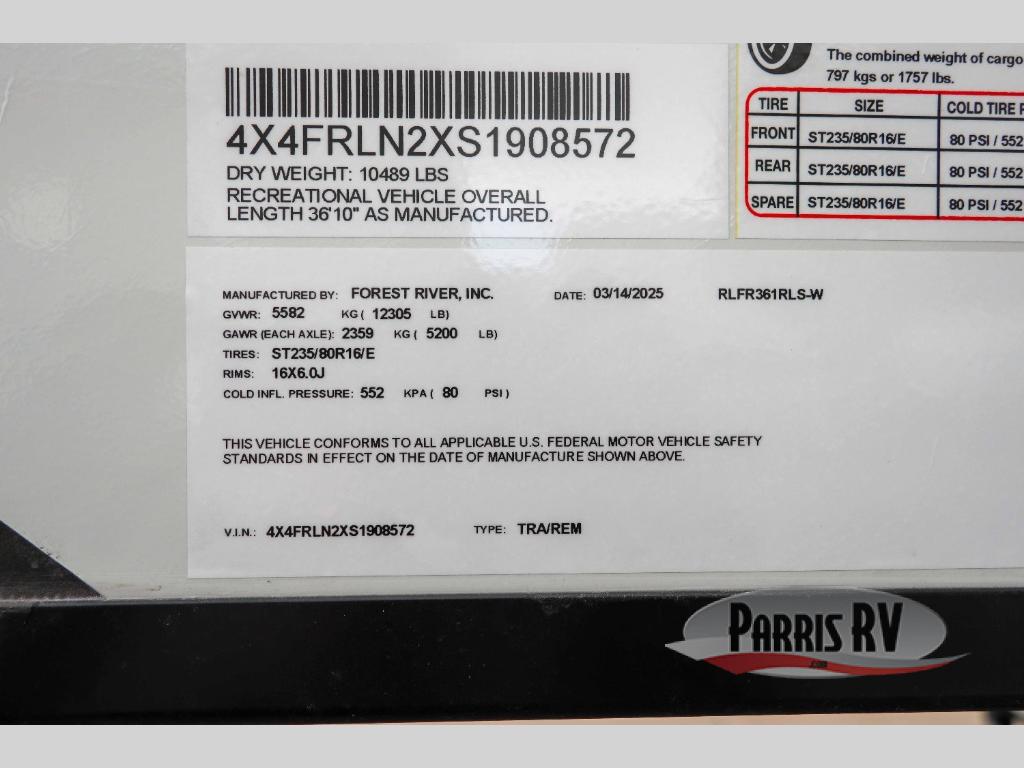 4X4FRLN2XS1908572
DRY WEIGHT: 10489 LBS
RECREATIONAL VEHICLE OVERALL
LENGTH 36'10" AS MANUFACTURED.
The combined weight of cargo
797 kgs or 1757 lbs.
TIRE SIZE COLD TIRE
FRONT ST235/80R16/E 80 PSI / 552
REAR ST235/80R16/E 80 PSI / 552
SPARE ST235/80R16/E 80 PSI / 552
MANUFACTURED BY: FOREST RIVER, INC. DATE: 03/14/2025 RLFR361RLS-W
GVWR: 5582 KG ( 12305 LB)
GAWR (EACH AXLE): 2359 KG ( 5200 LB)
TIRES: ST235/80R16/E
RIMS: 16X6.0J
COLD INFL. PRESSURE: 552 KPA ( 80 PSI )
THIS VEHICLE CONFORMS TO ALL APPLICABLE U.S. FEDERAL MOTOR VEHICLE SAFETY
STANDARDS IN EFFECT ON THE DATE OF MANUFACTURE SHOWN ABOVE.
V.I.N.: 4X4FRLN2XS1908572 TYPE: TRA/REM
PARRIS RV
.com